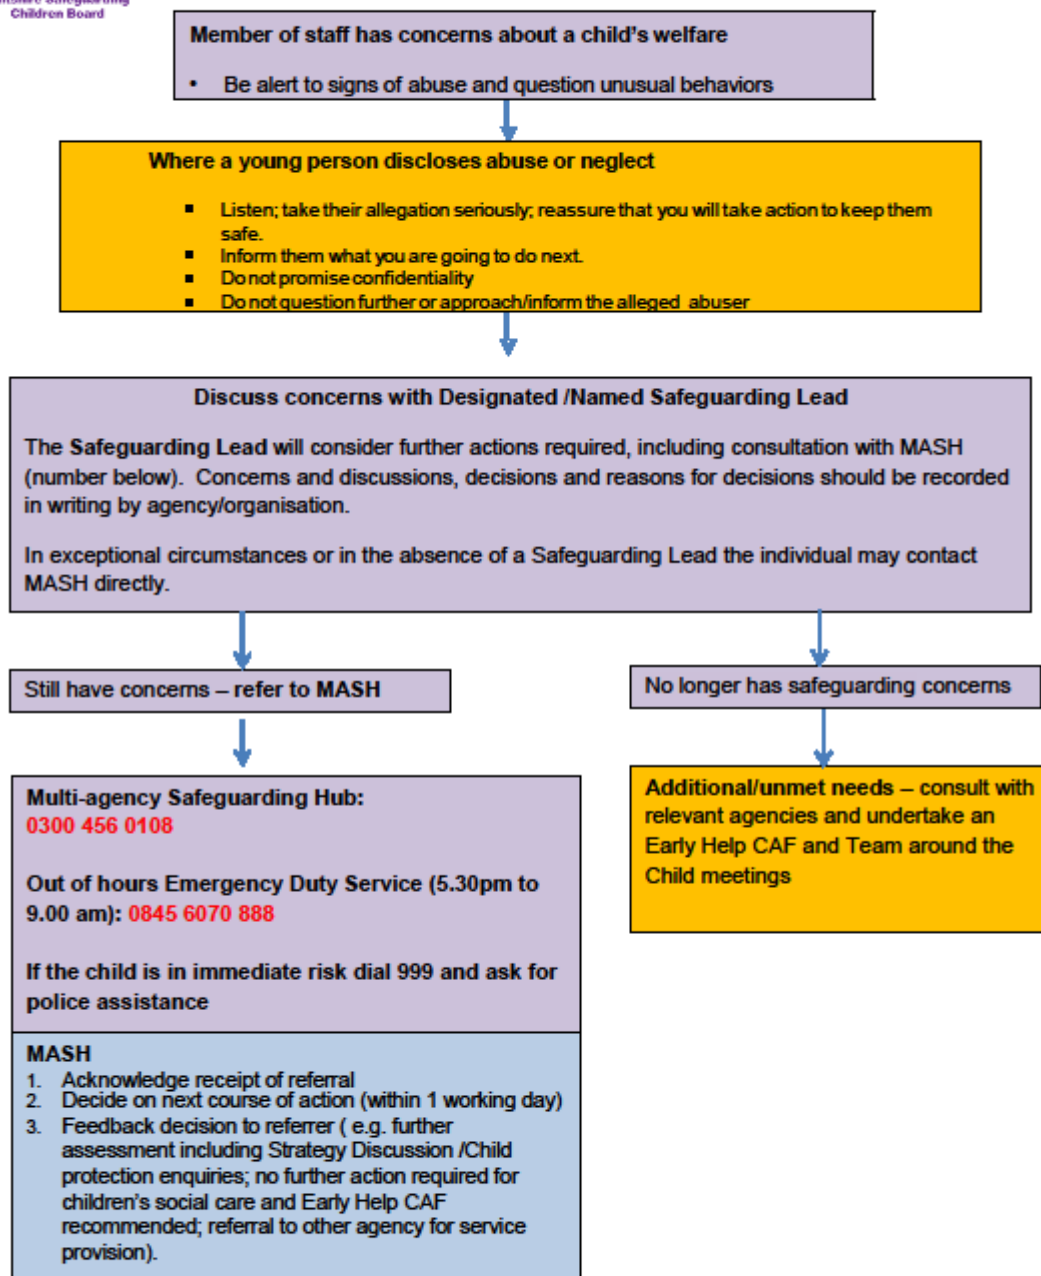 Safeguarding
Children Board
Member of staff has concerns about a child's welfare
• Be alert to signs of abuse and question unusual behaviors
Where a young person discloses abuse or neglect
▪ Listen; take their allegation seriously; reassure that you will take action to keep them
safe.
▪ Inform them what you are going to do next.
▪ Do not promise confidentiality
▪ Do not question further or approach/inform the alleged abuser
Discuss concerns with Designated /Named Safeguarding Lead
The Safeguarding Lead will consider further actions required, including consultation with MASH
(number below). Concerns and discussions, decisions and reasons for decisions should be recorded
in writing by agency/organisation.
In exceptional circumstances or in the absence of a Safeguarding Lead the individual may contact
MASH directly.
Still have concerns – refer to MASH
No longer has safeguarding concerns
Multi-agency Safeguarding Hub:
0300 456 0108
Out of hours Emergency Duty Service (5.30pm to
9.00 am): 0845 6070 888
If the child is in immediate risk dial 999 and ask for
police assistance
Additional/unmet needs – consult with
relevant agencies and undertake an
Early Help CAF and Team around the
Child meetings
MASH
1. Acknowledge receipt of referral
2. Decide on next course of action (within 1 working day)
3. Feedback decision to referrer ( e.g. further
assessment including Strategy Discussion /Child
protection enquiries; no further action required for
children's social care and Early Help CAF
recommended; referral to other agency for service
provision).